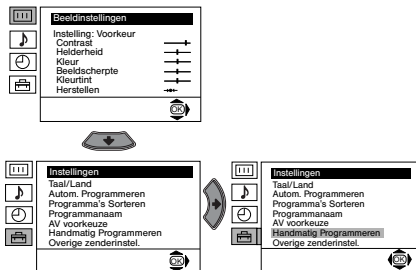 Beeldinstellingen
Instelling: Voorkeur
Contrast
Helderheid
Kleur
Beeldscherpte
Kleurtint
Herstellen
OK
Instellingen
Taal/Land
Autom. Programmeren
Programma's Sorteren
Programmanaam
AV voorkeuze
Handmatig Programmeren
Overige zenderinstel.
OK
Instellingen
Taal/Land
Autom. Programmeren
Programma's Sorteren
Programmanaam
AV voorkeuze
Handmatig Programmeren
Overige zenderinstel.
OK